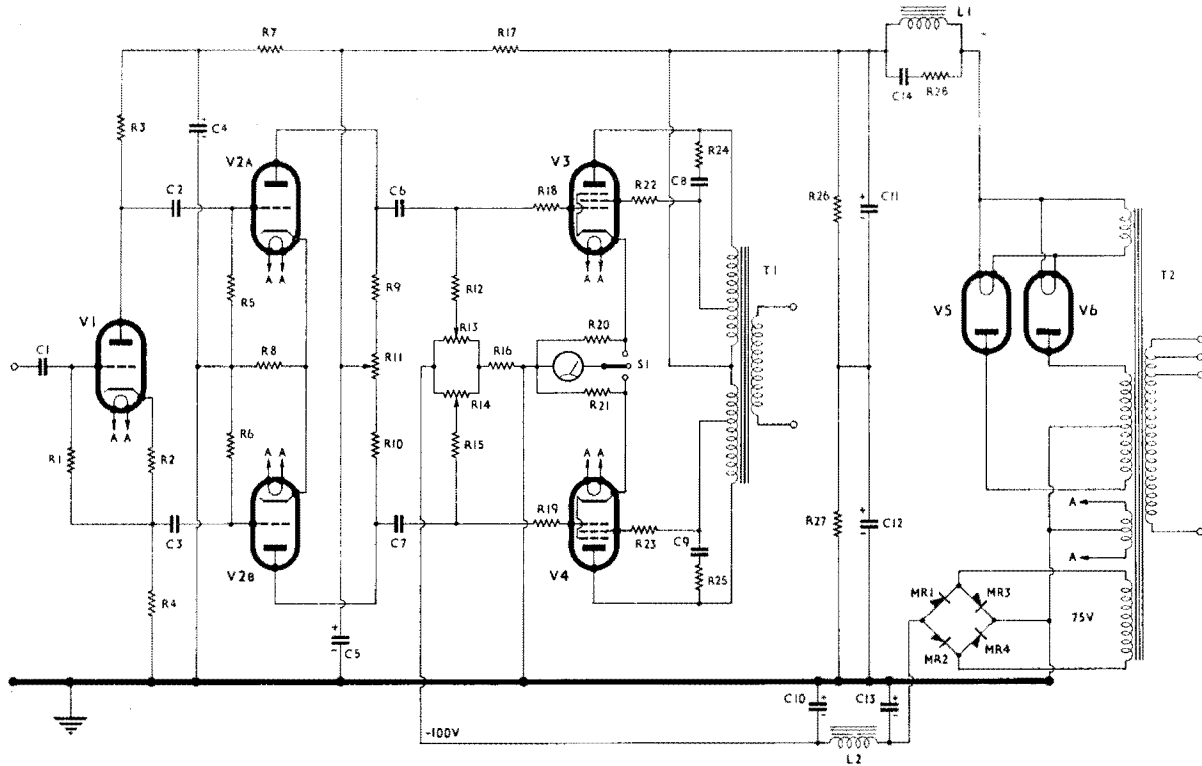 L1
R7
R17
C14
R26
R3
C4
V2A
V3
R24
C8
C2
C6
R18
R22
R26
C11
A A
A A
T1
T2
R5
R9
R12
V5
V6
V1
R13
R20
C1
R8
R11
R16
S1
R14
R21
A A
R6
R10
R15
A A
A A
R1
R2
A
C3
C7
R19
R23
C9
R27
C12
A
V2B
V4
R25
R4
MR1
MR3
75V
C5
MR2
MR4
C10
C13
-100V
L2